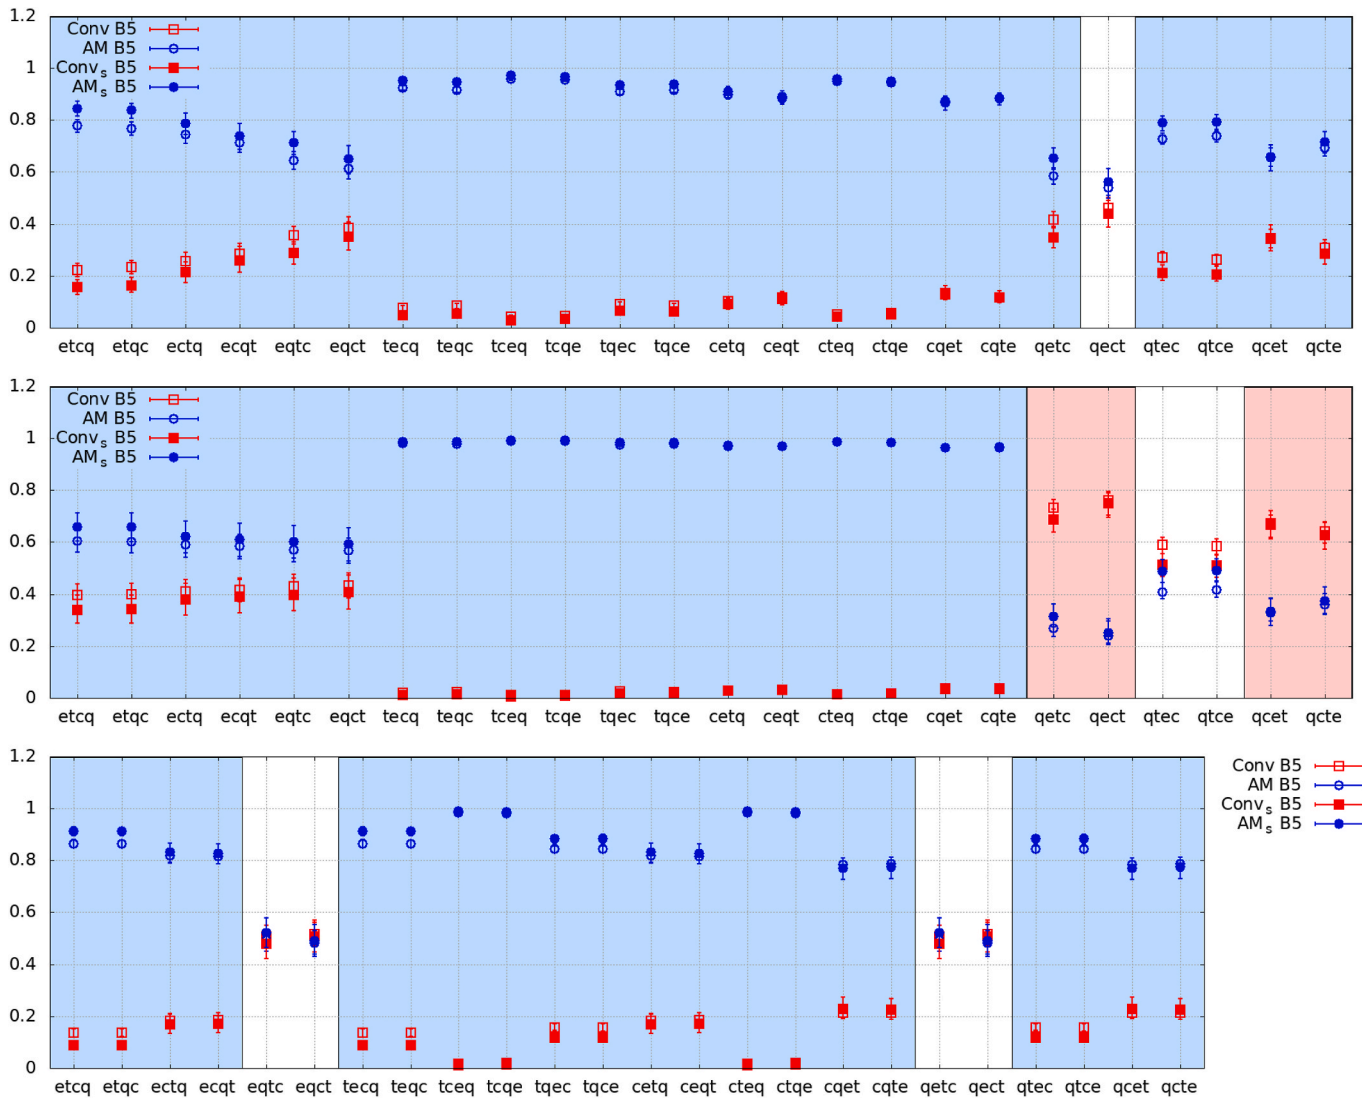 1.2
Conv B5
AM B5
1
Conv_s B5
AM_s B5
0.8
0.6
0.4
0.2
0
etcq etqc ectq ecqt eqtc eqct tecq teqc tceq tcqe tqec tqce cetq ceqt cteq ctqe cqet cqte qetc qect qtec qtce qcet qcte
1.2
Conv B5
AM B5
1
Conv_s B5
AM_s B5
0.8
0.6
0.4
0.2
0
etcq etqc ectq ecqt eqtc eqct tecq teqc tceq tcqe tqec tqce cetq ceqt cteq ctqe cqet cqte qetc qect qtec qtce qcet qcte
1.2
Conv B5
AM B5
1
Conv_s B5
AM_s B5
0.8
0.6
0.4
0.2
0
etcq etqc ectq ecqt eqtc eqct tecq teqc tceq tcqe tqec tqce cetq ceqt cteq ctqe cqet cqte qetc qect qtec qtce qcet qcte